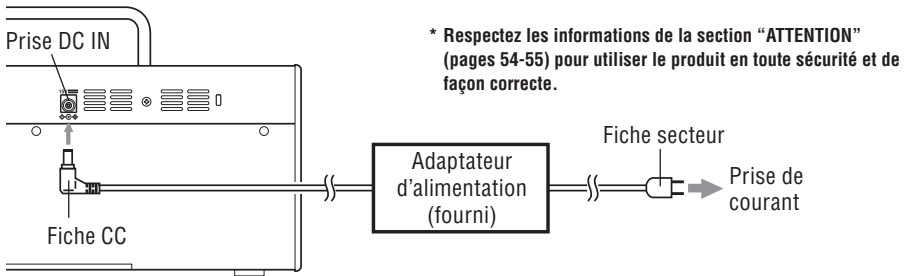 Prise DC IN
* Respectez les informations de la section “ATTENTION”
(pages 54-55) pour utiliser le produit en toute sécurité et de
façon correcte.
Fiche secteur
Adaptateur
d’alimentation
(fourni)
Prise de
courant
Fiche CC